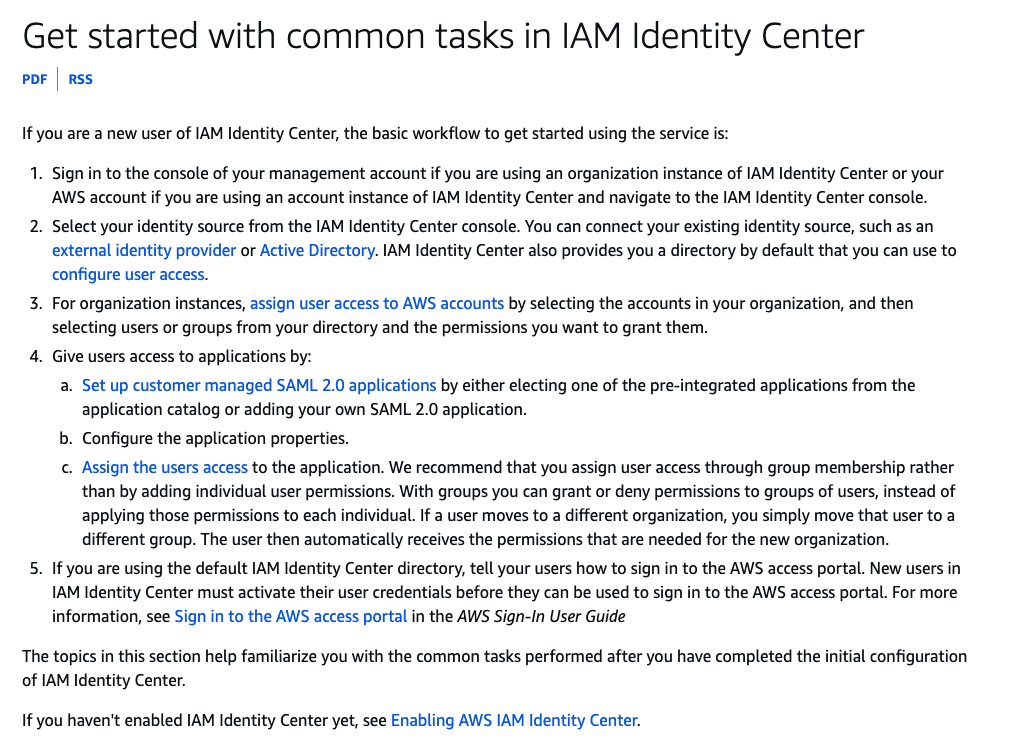 Get started with common tasks in IAM Identity Center
PDF RSS
If you are a new user of IAM Identity Center, the basic workflow to get started using the service is:
1. Sign in to the console of your management account if you are using an organization instance of IAM Identity Center or your
AWS account if you are using an account instance of IAM Identity Center and navigate to the IAM Identity Center console.
2. Select your identity source from the IAM Identity Center console. You can connect your existing identity source, such as an
external identity provider or Active Directory. IAM Identity Center also provides you a directory by default that you can use to
configure user access.
3. For organization instances, assign user access to AWS accounts by selecting the accounts in your organization, and then
selecting users or groups from your directory and the permissions you want to grant them.
4. Give users access to applications by:
a. Set up customer managed SAML 2.0 applications by either electing one of the pre-integrated applications from the
application catalog or adding your own SAML 2.0 application.
b. Configure the application properties.
c. Assign the users access to the application. We recommend that you assign user access through group membership rather
than by adding individual user permissions. With groups you can grant or deny permissions to groups of users, instead of
applying those permissions to each individual. If a user moves to a different organization, you simply move that user to a
different group. The user then automatically receives the permissions that are needed for the new organization.
5. If you are using the default IAM Identity Center directory, tell your users how to sign in to the AWS access portal. New users in
IAM Identity Center must activate their user credentials before they can be used to sign in to the AWS access portal. For more
information, see Sign in to the AWS access portal in the AWS Sign-In User Guide
The topics in this section help familiarize you with the common tasks performed after you have completed the initial configuration
of IAM Identity Center.
If you haven't enabled IAM Identity Center yet, see Enabling AWS IAM Identity Center.